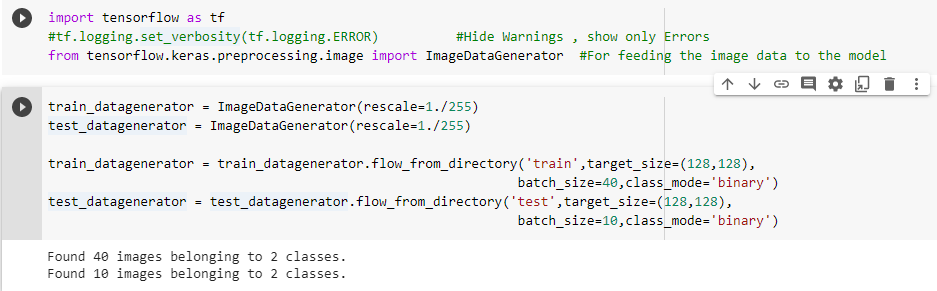 import tensorflow as tf
#tf.logging.set_verbosity(tf.logging.ERROR)          #Hide Warnings , show only Errors
from tensorflow.keras.preprocessing.image import ImageDataGenerator  #For feeding the image data to the model
train_datagenerator = ImageDataGenerator(rescale=1./255)
test_datagenerator = ImageDataGenerator(rescale=1./255)
train_datagenerator = train_datagenerator.flow_from_directory('train',target_size=(128,128),
batch_size=40,class_mode='binary')
test_datagenerator = test_datagenerator.flow_from_directory('test',target_size=(128,128),
batch_size=10,class_mode='binary')
Found 40 images belonging to 2 classes.
Found 10 images belonging to 2 classes.